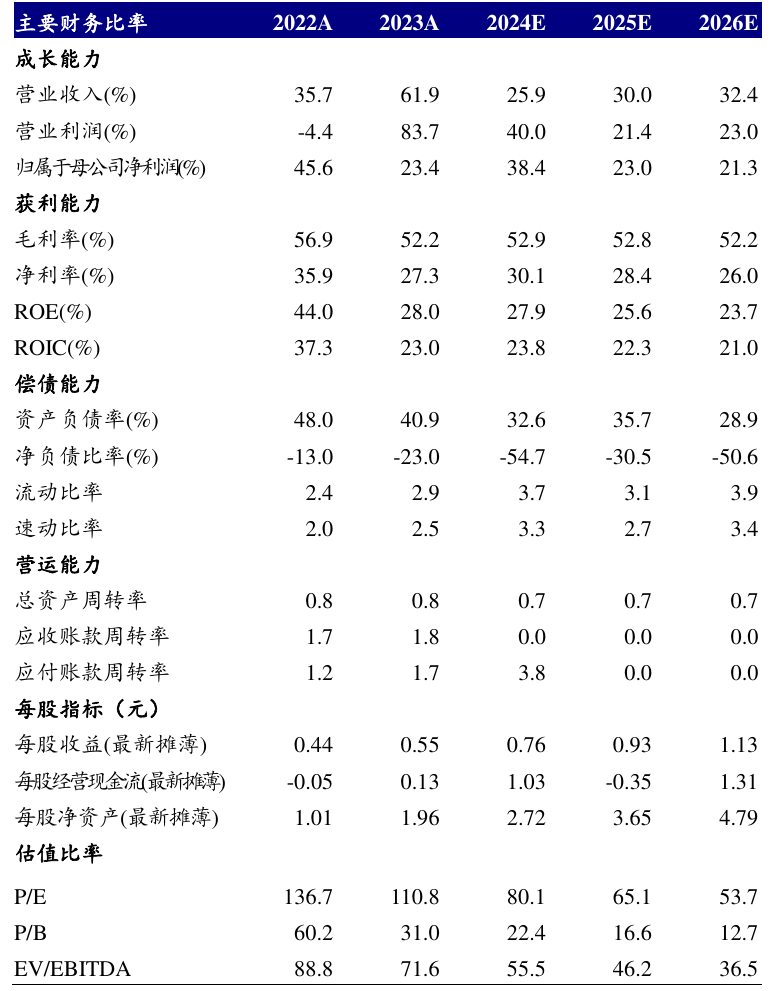 主要财务比率 2022A 2023A 2024E 2025E 2026E
成长能力
营业收入(%) 35.7 61.9 25.9 30.0 32.4
营业利润(%) -4.4 83.7 40.0 21.4 23.0
归属于母公司净利润(%) 45.6 23.4 38.4 23.0 21.3
获利能力
毛利率(%) 56.9 52.2 52.9 52.8 52.2
净利率(%) 35.9 27.3 30.1 28.4 26.0
ROE(%) 44.0 28.0 27.9 25.6 23.7
ROIC(%) 37.3 23.0 23.8 22.3 21.0
偿债能力
资产负债率(%) 48.0 40.9 32.6 35.7 28.9
净负债比率(%) -13.0 -23.0 -54.7 -30.5 -50.6
流动比率 2.4 2.9 3.7 3.1 3.9
速动比率 2.0 2.5 3.3 2.7 3.4
营运能力
总资产周转率 0.8 0.8 0.7 0.7 0.7
应收账款周转率 1.7 1.8 0.0 0.0 0.0
应付账款周转率 1.2 1.7 3.8 0.0 0.0
每股指标（元）
每股收益(最新摊薄) 0.44 0.55 0.76 0.93 1.13
每股经营现金流(最新摊薄) -0.05 0.13 1.03 -0.35 1.31
每股净资产(最新摊薄) 1.01 1.96 2.72 3.65 4.79
估值比率
P/E 136.7 110.8 80.1 65.1 53.7
P/B 60.2 31.0 22.4 16.6 12.7
EV/EBITDA 88.8 71.6 55.5 46.2 36.5